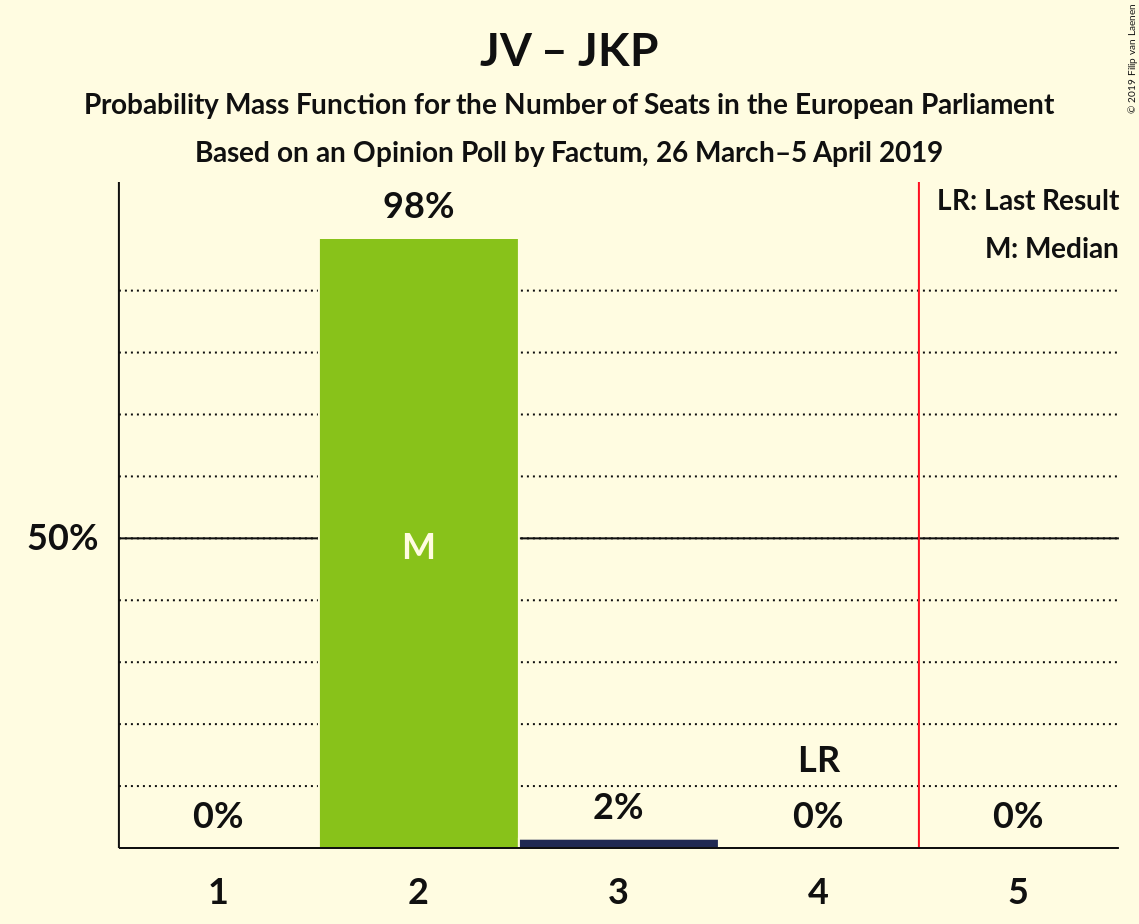 JV – JKP
Probability Mass Function for the Number of Seats in the European Parliament
Based on an Opinion Poll by Factum, 26 March–5 April 2019
© 2019 Filip van Laenen
LR: Last Result
M: Median
98%
50%
M
LR
0%
2%
0%
0%
1
2
3
4
5